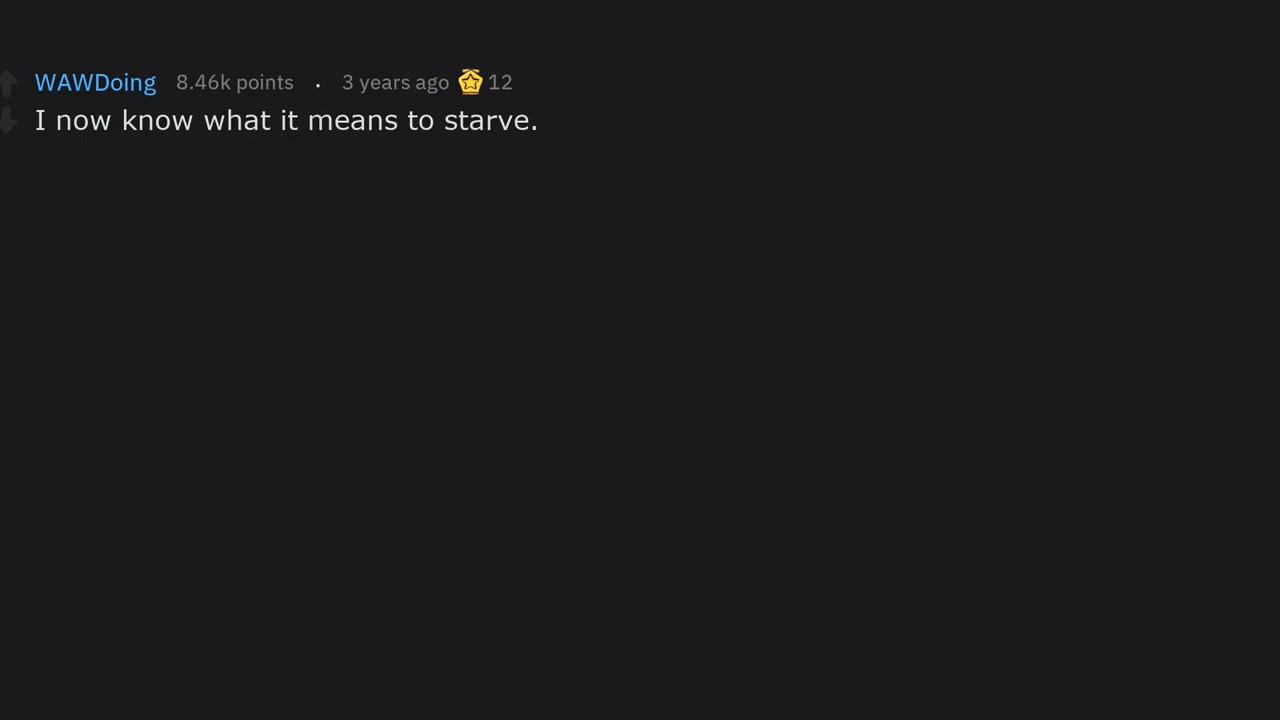 WAWDoing 8.46k points . 3 years ago 12
I now know what it means to starve.